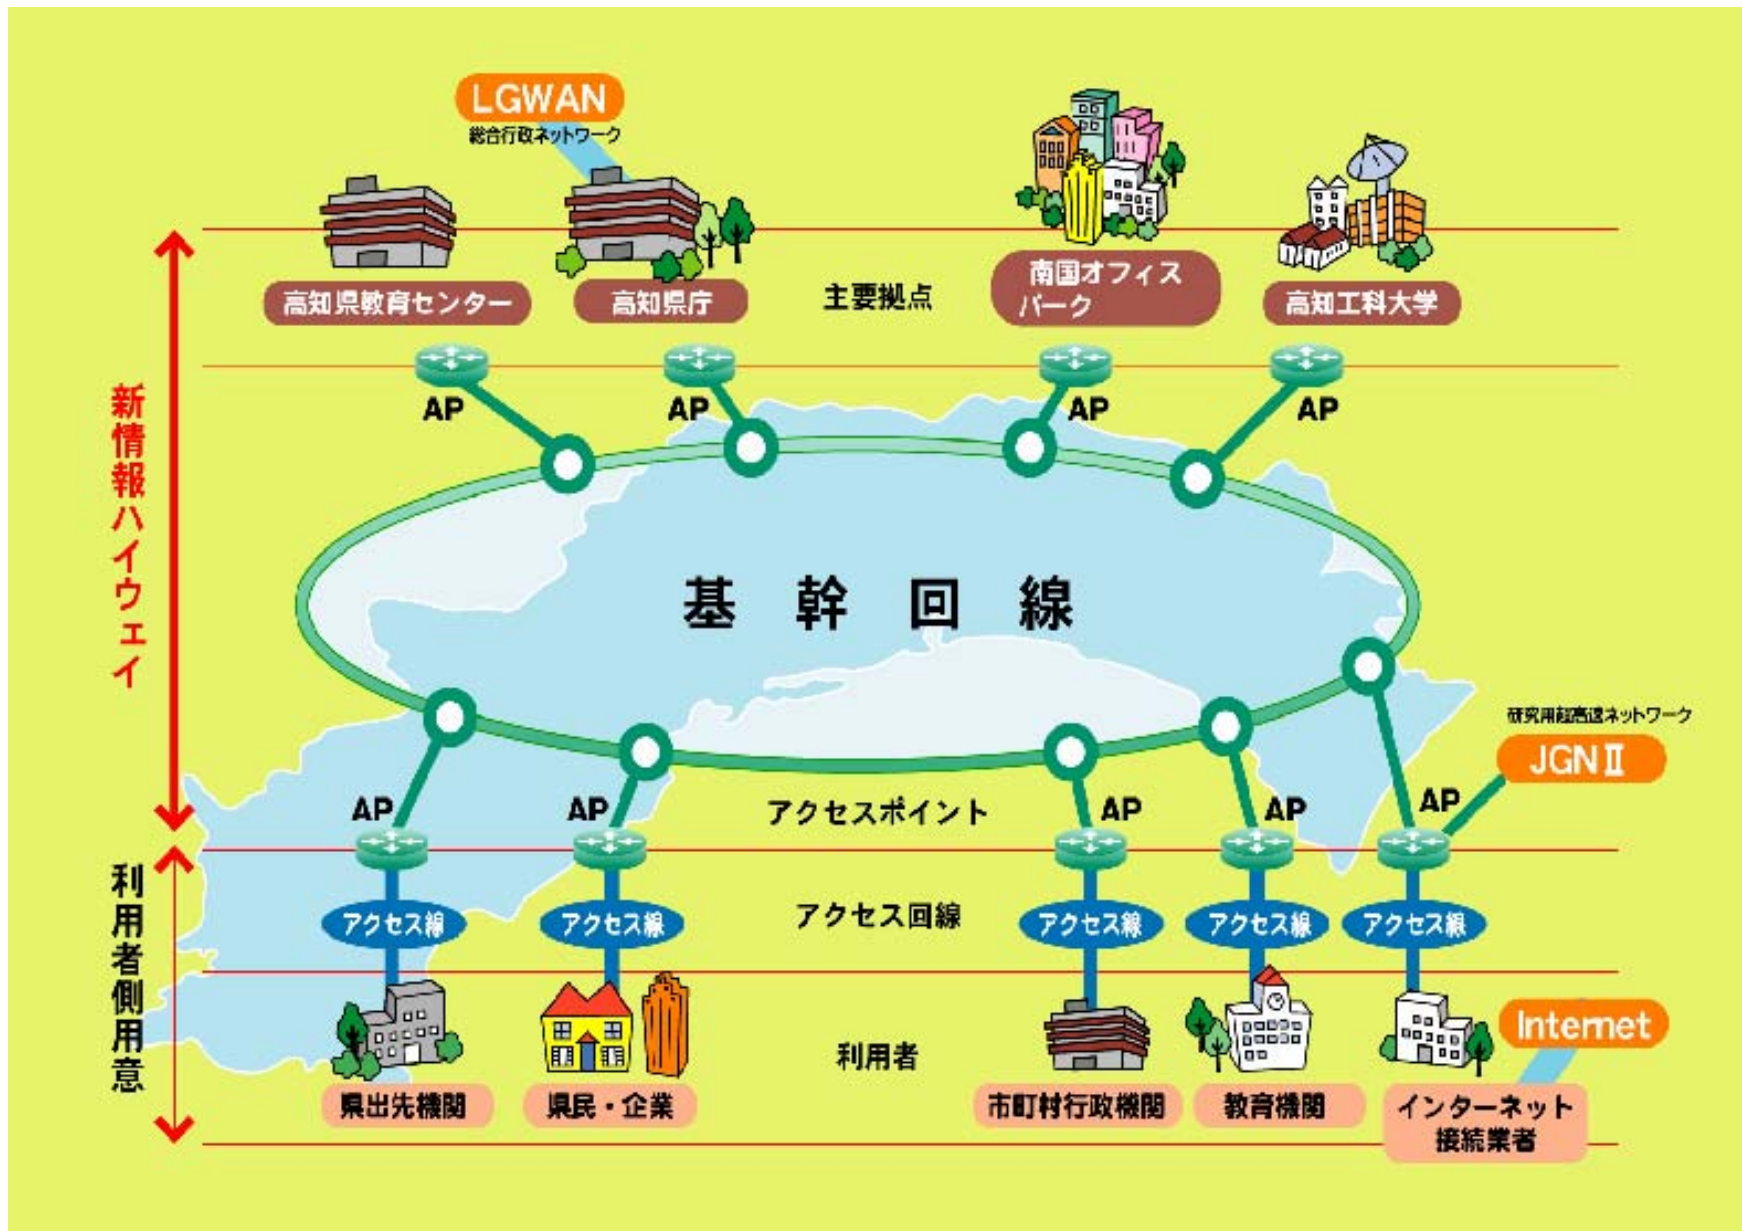 LGWAN
総合行政ネットワーク
高知県教育センター
高知県庁
主要拠点
南国オフィス
パーク
高知工科大学
AP
AP
AP
AP
新情報ハイウェイ
基幹回線
研究用超高速ネットワーク
JGNⅡ
AP
AP
アクセスポイント
AP
AP
AP
利用者側用意
アクセス線
アクセス線
アクセス回線
アクセス線
アクセス線
アクセス線
Internet
利用者
県出先機関
県民・企業
市町村行政機関
教育機関
インターネット
接続業者